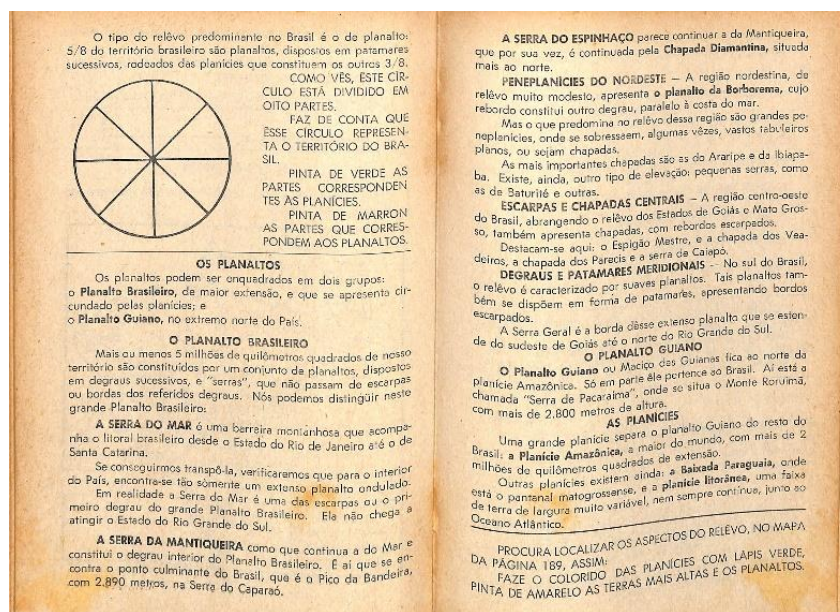 O tipo do relêvo predominante no Brasil é o de planalto:
5/8 do território brasileiro são planaltos, dispostos em patamares
sucessivos, rodeados das planícies que constituem os outros 3/8.
COMO VÊS, ÊSTE CÍR-
CULO ESTÁ DIVIDIDO EM
OITO PARTES.
FAZ DE CONTA QUE
ÊSSE CÍRCULO REPRESEN-
TA O TERRITÓRIO DO BRA-
SIL.
PINTA DE VERDE AS
PARTES CORRESPONDEN
TES ÀS PLANÍCIES.
PINTA DE MARRON
AS PARTES QUE CORRES-
PONDEM AOS PLANALTOS.
OS PLANALTOS
Os planaltos podem ser enquadrados em dois grupos:
o Planalto Brasileiro, de maior extensão, e que se apresenta cir-
cundado pelas planícies; e
o Planalto Guiano, no extremo norte do País.
O PLANALTO BRASILEIRO
Mais ou menos 5 milhões de quilômetros quadrados de nosso
território são constituídos por um conjunto de planaltos, dispostos
em degraus sucessivos, e "serras", que não passam de escarpas
ou bordas dos referidos degraus. Nós podemos distinguir neste
grande Planalto Brasileiro:
A SERRA DO MAR é uma barreira montanhosa que acompa-
nha o litoral brasileiro desde o Estado do Rio de Janeiro até o de
Santa Catarina.
Se conseguirmos transpô-la, verificaremos que para o interior
do País, encontra-se tão sòmente um extenso planalto ondulado.
Em realidade a Serra do Mar é uma das escarpas ou o pri-
meiro degrau do grande Planalto Brasileiro. Ela não chega a
atingir o Estado do Rio Grande do Sul.
A SERRA DA MANTIQUEIRA como que continua a do Mar e
constitui o degrau interior do Planalto Brasileiro. É aí que se en-
contra o ponto culminante do Brasil, que é o Pico da Bandeira,
com 2.890 metros, na Serra do Caparaó.
A SERRA DO ESPINHAÇO parece continuar a da Mantiqueira,
que por sua vez, é continuada pela Chapada Diamantina, situada
mais ao norte.
PENEPLANÍCIES DO NORDESTE — A região nordestina, de
relêvo muito modesto, apresenta o planalto da Borborema, cujo
rebordo constitui outro degrau, paralelo à costa do mar.
Mas o que predomina no relêvo dessa região são grandes pe-
neplanícies, onde se sobressaem, algumas vêzes, vastos tabuleiros
planos, ou sejam chapadas.
As mais importantes chapadas são as do Araripe e da Ibiapa-
ba. Existe, ainda, outro tipo de elevação: pequenas serras, como
as de Baturité e outras.
ESCARPAS E CHAPADAS CENTRAIS — A região centro-oeste
do Brasil, abrangendo o relêvo dos Estados de Goiás e Mato Gros-
so, também apresenta chapadas, com rebordos escarpados.
Destacam-se aqui: o Espigão Mestre, e a chapada dos Vea-
deiros, a chapada dos Parecis e a serra de Caiapó.
DEGRAUS E PATAMARES MERIDIONAIS -- No sul do Brasil,
o relêvo é caracterizado por suaves planaltos. Tais planaltos tam-
bém se dispõem em forma de patamares, apresentando bordos
escarpados.
A Serra Geral é a borda dêsse extenso planalto que se esten-
de do sudeste de Goiás até o norte do Rio Grande do Sul.
O PLANALTO GUIANO
O Planalto Guiano ou Maciço das Guianas fica ao norte da
planície Amazônica. Só em parte êle pertence ao Brasil. Aí está a
chamada "Serra de Pacaraima", onde se situa o Monte Roruimã,
com mais de 2.800 metros de altura.
AS PLANÍCIES
Uma grande planície separa o planalto Guiano do resto do
Brasil: a Planície Amazônica, a maior do mundo, com mais de 2
milhões de quilômetros quadrados de extensão.
Outras planícies existem ainda: a Baixada Paraguaia, onde
está o pantanal matogrossense, e a planície litorânea, uma faixa
de terra de largura muito variável, nem sempre contínua, junto ao
Oceano Atlântico.
PROCURA LOCALIZAR OS ASPECTOS DO RELÊVO, NO MAPA
DA PÁGINA 189, ASSIM:
FAZE O COLORIDO DAS PLANÍCIES COM LÁPIS VERDE,
PINTA DE AMARELO AS TERRAS MAIS ALTAS E OS PLANALTOS.